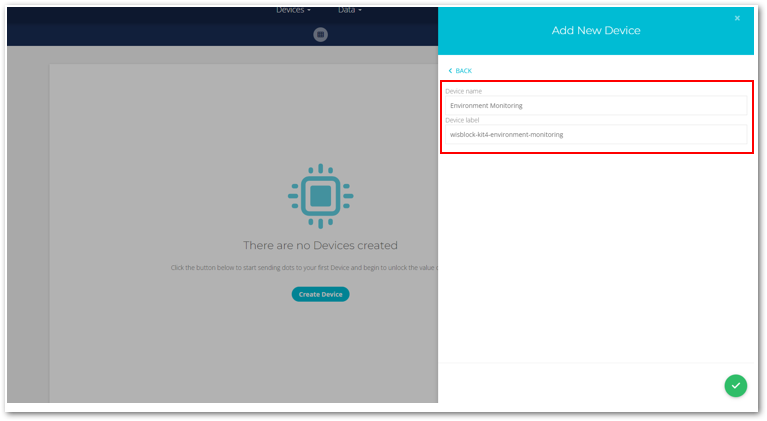 Devices
Data
Add New Device
×
BACK
Device name
Environment Monitoring
Device label
wisblock-kit4-environment-monitoring
There are no Devices created
Click the button below to start sending dots to your first Device and begin to unlock the value
Create Device